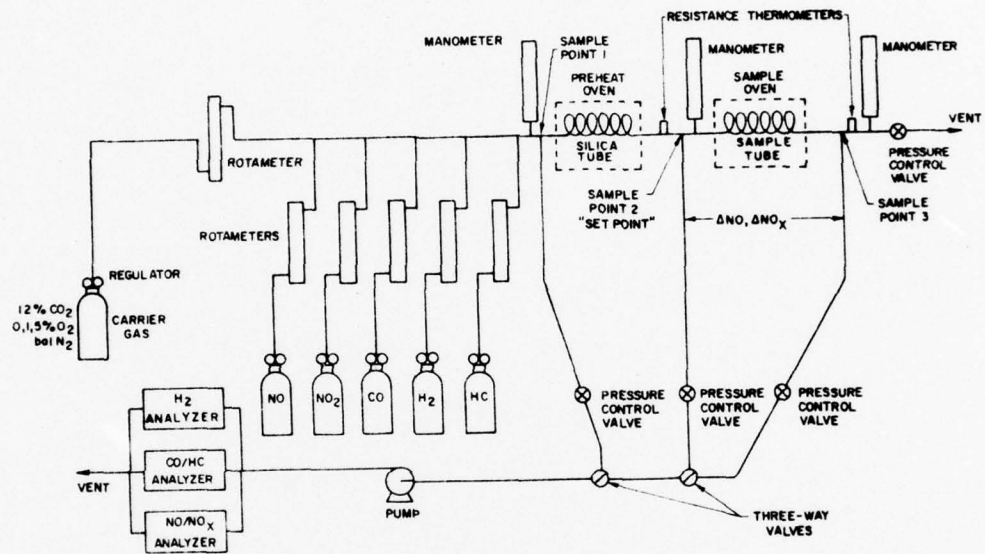 RESISTANCE THERMOMETERS
MANOMETER
SAMPLE
POINT 1
MANOMETER
MANOMETER
PREHEAT
OVEN
SAMPLE
OVEN
VENT
ROTAMETER
SILICA
TUBE
SAMPLE
TUBE
PRESSURE
CONTROL
VALVE
SAMPLE
POINT 2
"SET POINT"
SAMPLE
POINT 3
ΔNO, ΔNOX
ROTAMETERS
REGULATOR
12% CO2
0,1,5% O2
bal N2
CARRIER
GAS
NO
NO2
CO
H2
HC
PRESSURE
CONTROL
VALVE
PRESSURE
CONTROL
VALVE
PRESSURE
CONTROL
VALVE
H2
ANALYZER
CO/HC
ANALYZER
VENT
NO/NOX
ANALYZER
PUMP
THREE-WAY
VALVES